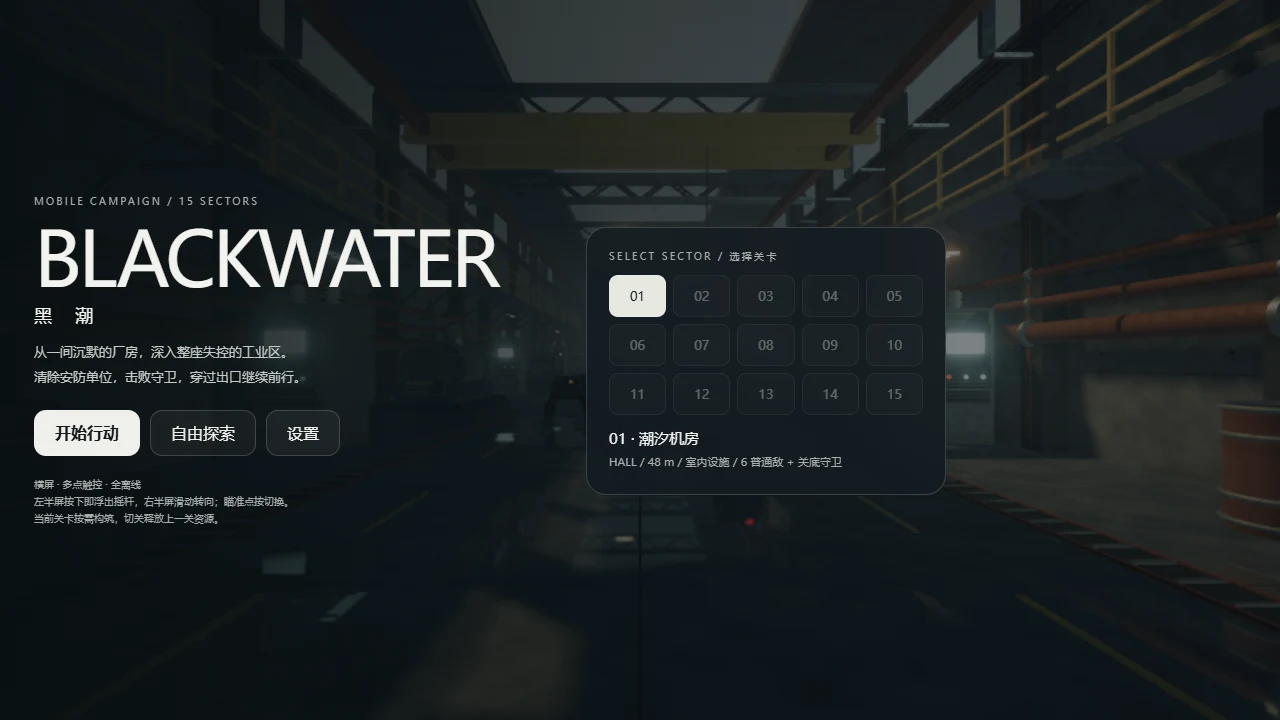 MOBILE CAMPAIGN / 15 SECTORS
BLACKWATER
黑 潮
从一间沉默的厂房，深入整座失控的工业区。
清除安防单位，击败守卫，穿过出口继续前行。
开始行动 自由探索 设置
横屏 · 多点触控 · 全离线
左半屏按下即浮出摇杆，右半屏滑动转向；瞄准点按切换。
当前关卡按需构筑，切关释放上一关资源。
SELECT SECTOR / 选择关卡
01 02 03 04 05
06 07 08 09 10
11 12 13 14 15
01 · 潮汐机房
HALL / 48 m / 室内设施 / 6 普通敌 + 关底守卫